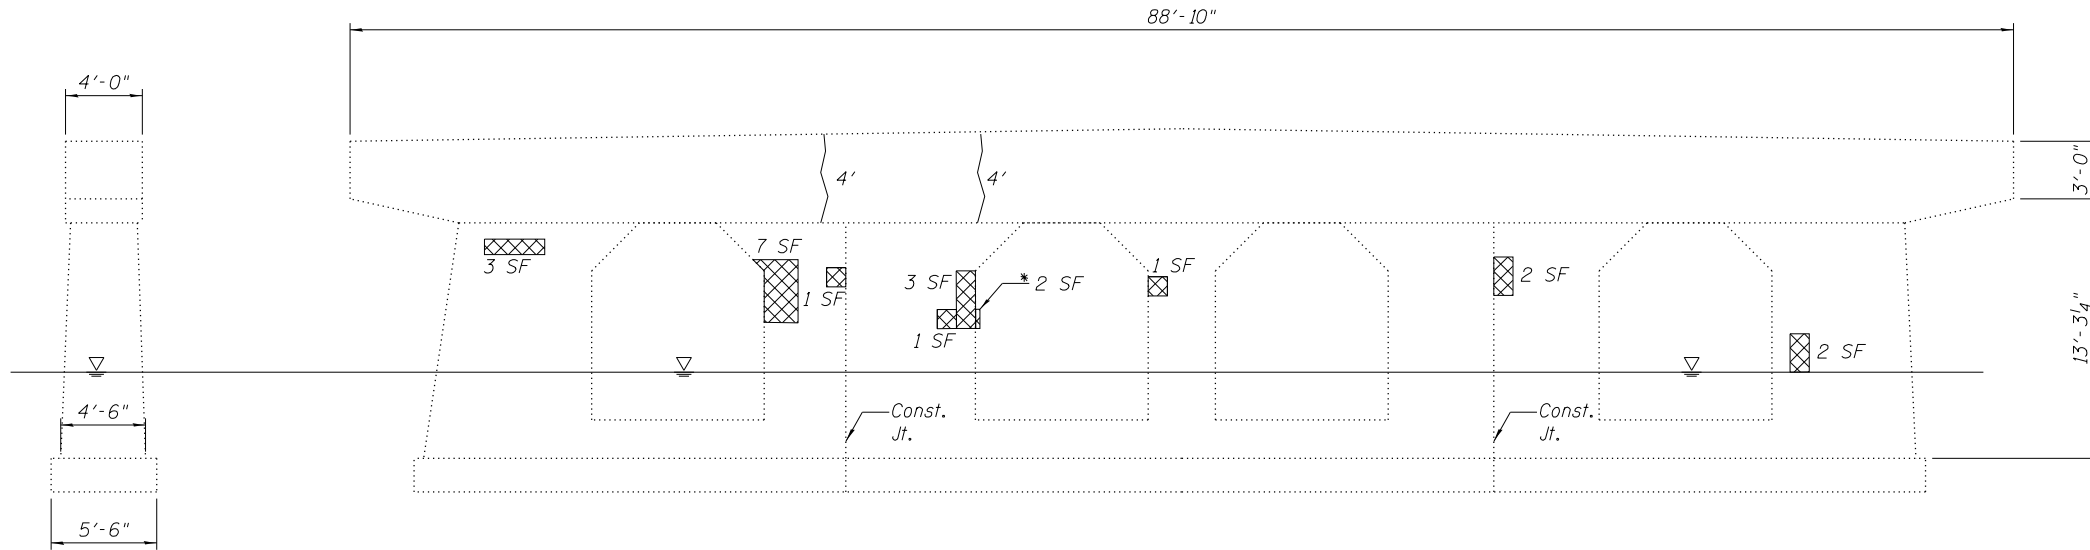 88'-10"
4'-0"
3'-0"
4'
4'
7 SF
3 SF
1 SF
3 SF
* 2 SF
1 SF
1 SF
2 SF
2 SF
13'-3¼"
4'-6"
Const.
Jt.
Const.
Jt.
5'-6"